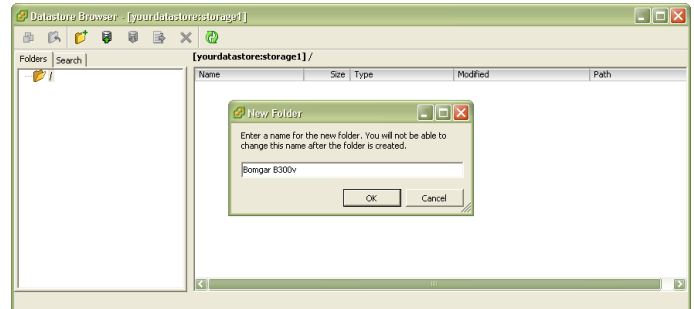 Datastore Browser - [yourdatastore:storage1]
Folders Search
[yourdatastore:storage1] /
/
Name Size Type Modified Path
New Folder
Enter a name for the new folder. You will not be able to
change this name after the folder is created.
Bomgar B300v
OK Cancel